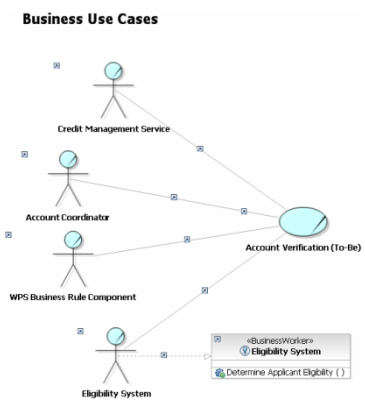 Business Use Cases
Credit Management Service
Account Coordinator
Account Verification (To-Be)
WPS Business Rule Component
«BusinessWorker»
Eligibility System
Determine Applicant Eligibility ( )
Eligibility System